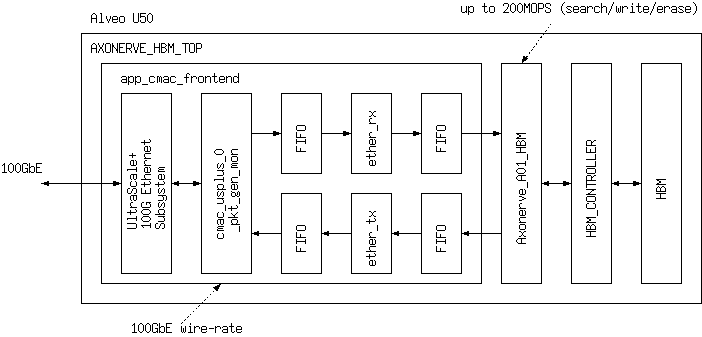 up to 200MOPS (search/write/erase)
Alveo U50
AXONERVE_HBM_TOP
app_cmac_frontend
100GbE
UltraScale+
100G Ethernet
Subsystem
cmac_usplus_0
_pkt_gen_mon
FIFO
ether_rx
FIFO
FIFO
ether_tx
FIFO
Axonerve_A01_HBM
HBM_CONTROLLER
HBM
100GbE wire-rate